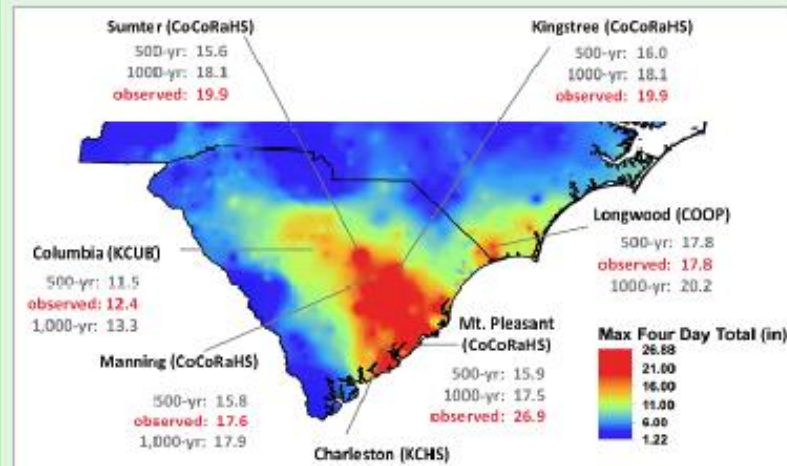 Sumter (CoCoRaHS)
500-yr: 15.6
1000-yr: 18.1
observed: 19.9
Kingstree (CoCoRaHS)
500-yr: 16.0
1000-yr: 18.1
observed: 19.9
Longwood (COOP)
500-yr: 17.8
observed: 17.8
1000-yr: 20.2
Columbia (KCUB)
500-yr: 11.5
observed: 12.4
1,000-yr: 13.3
Manning (CoCoRaHS)
500-yr: 15.8
observed: 17.6
1,000-yr: 17.9
Mt. Pleasant
(CoCoRaHS)
500-yr: 15.9
1000-yr: 17.5
observed: 26.9
Charleston (KCHS)
Max Four Day Total (in)
26.88
21.00
16.00
11.00
6.00
1.22